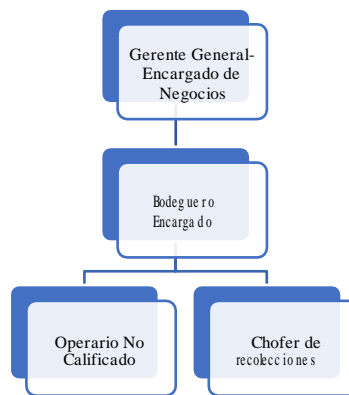 Gerente General-
Encargado de
Negocios
Bodeguero
Encargado
Operario No
Calificado
Chofer de
recolecciones